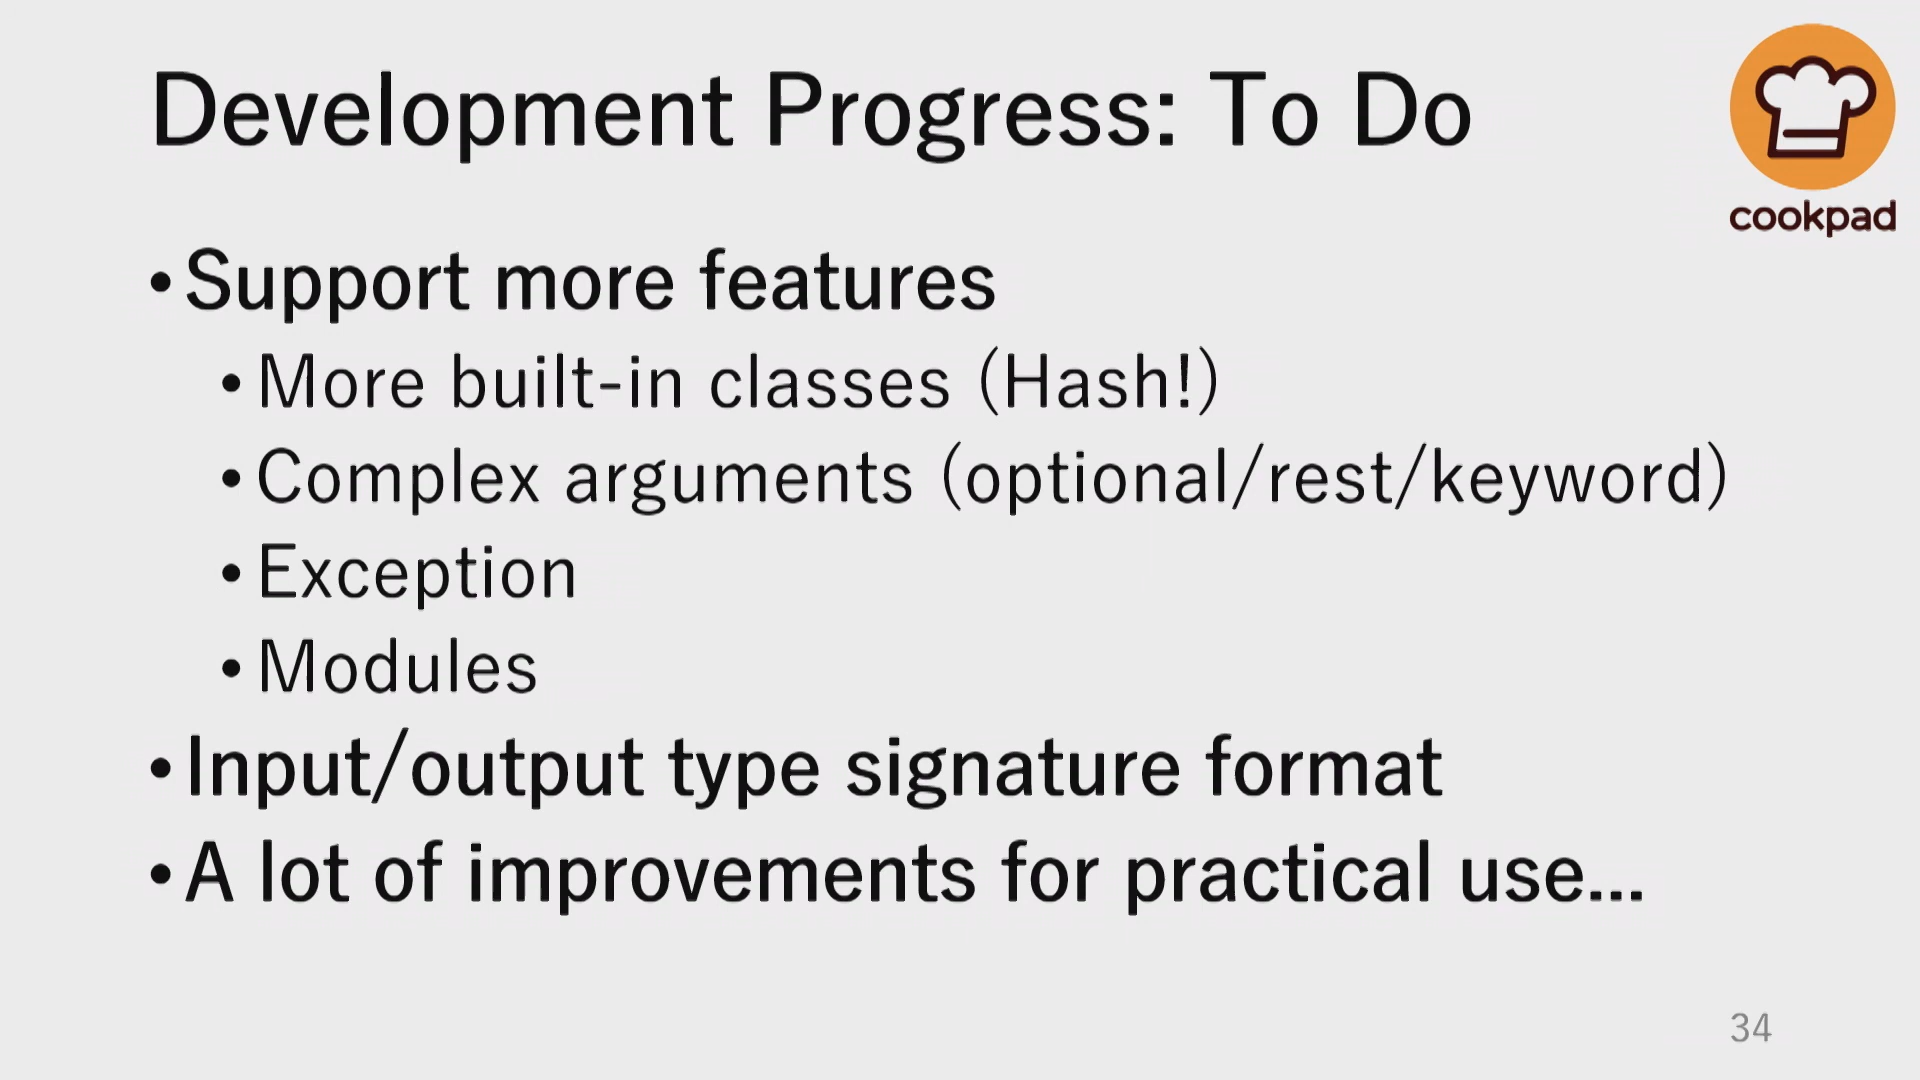 Development Progress: To Do
cookpad
•Support more features
•More built-in classes (Hash!)
•Complex arguments (optional/rest/keyword)
•Exception
•Modules
•Input/output type signature format
•A lot of improvements for practical use...
34